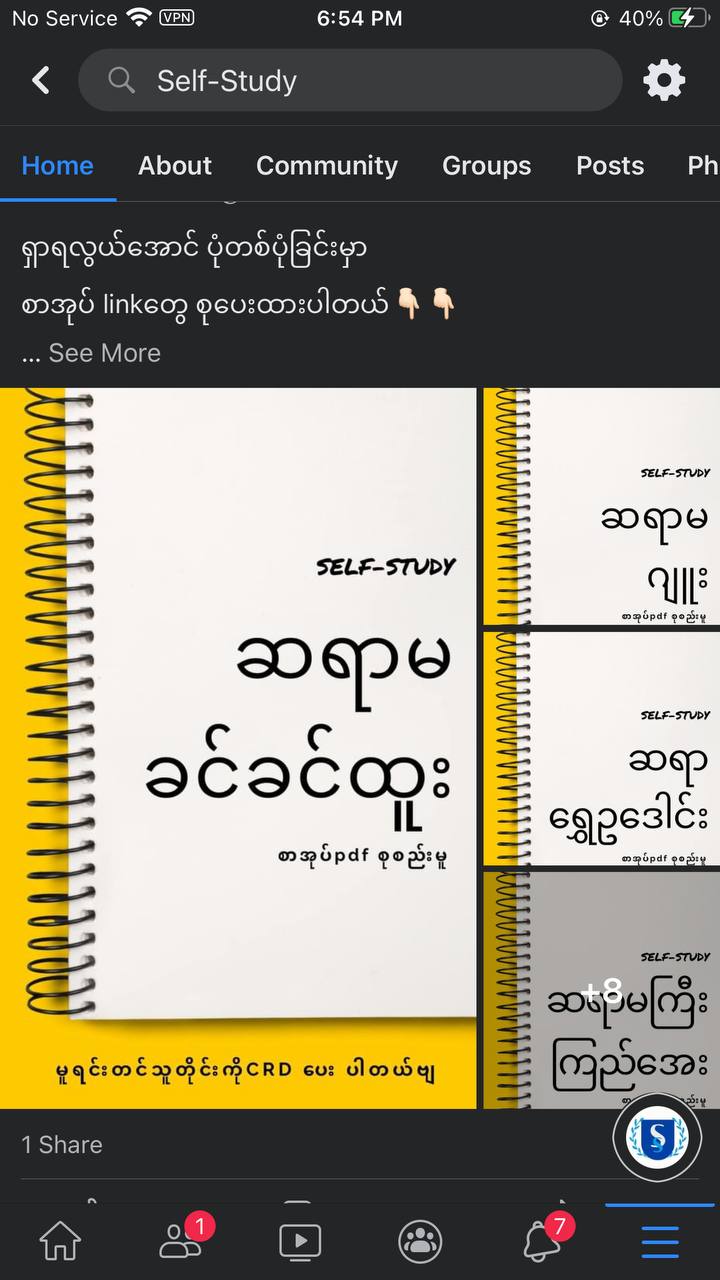 No Service VPN 6:54 PM 40%
Self-Study
Home About Community Groups Posts Ph
ရှာရလွယ်အောင် ပုံတစ်ပုံခြင်းမှာ
စာအုပ် linkတွေ စုပေးထားပါတယ် 👇🏻 👇🏻
... See More
SELF-STUDY
ဆရာမ
ခင်ခင်ထူး
စာအုပ်pdf စုစည်းမှု
မူရင်းတင်သူတိုင်းကိုCRD ပေး ပါတယ်ဗျ
SELF-STUDY
ဆရာမ
ဂျူး
စာအုပ်pdf စုစည်းမှု
SELF-STUDY
ဆရာ
ရွှေဥဒေါင်း
စာအုပ်pdf စုစည်းမှု
SELF-STUDY
+8
ဆရာမကြီး
ကြည်အေး
1 Share
S
1
7